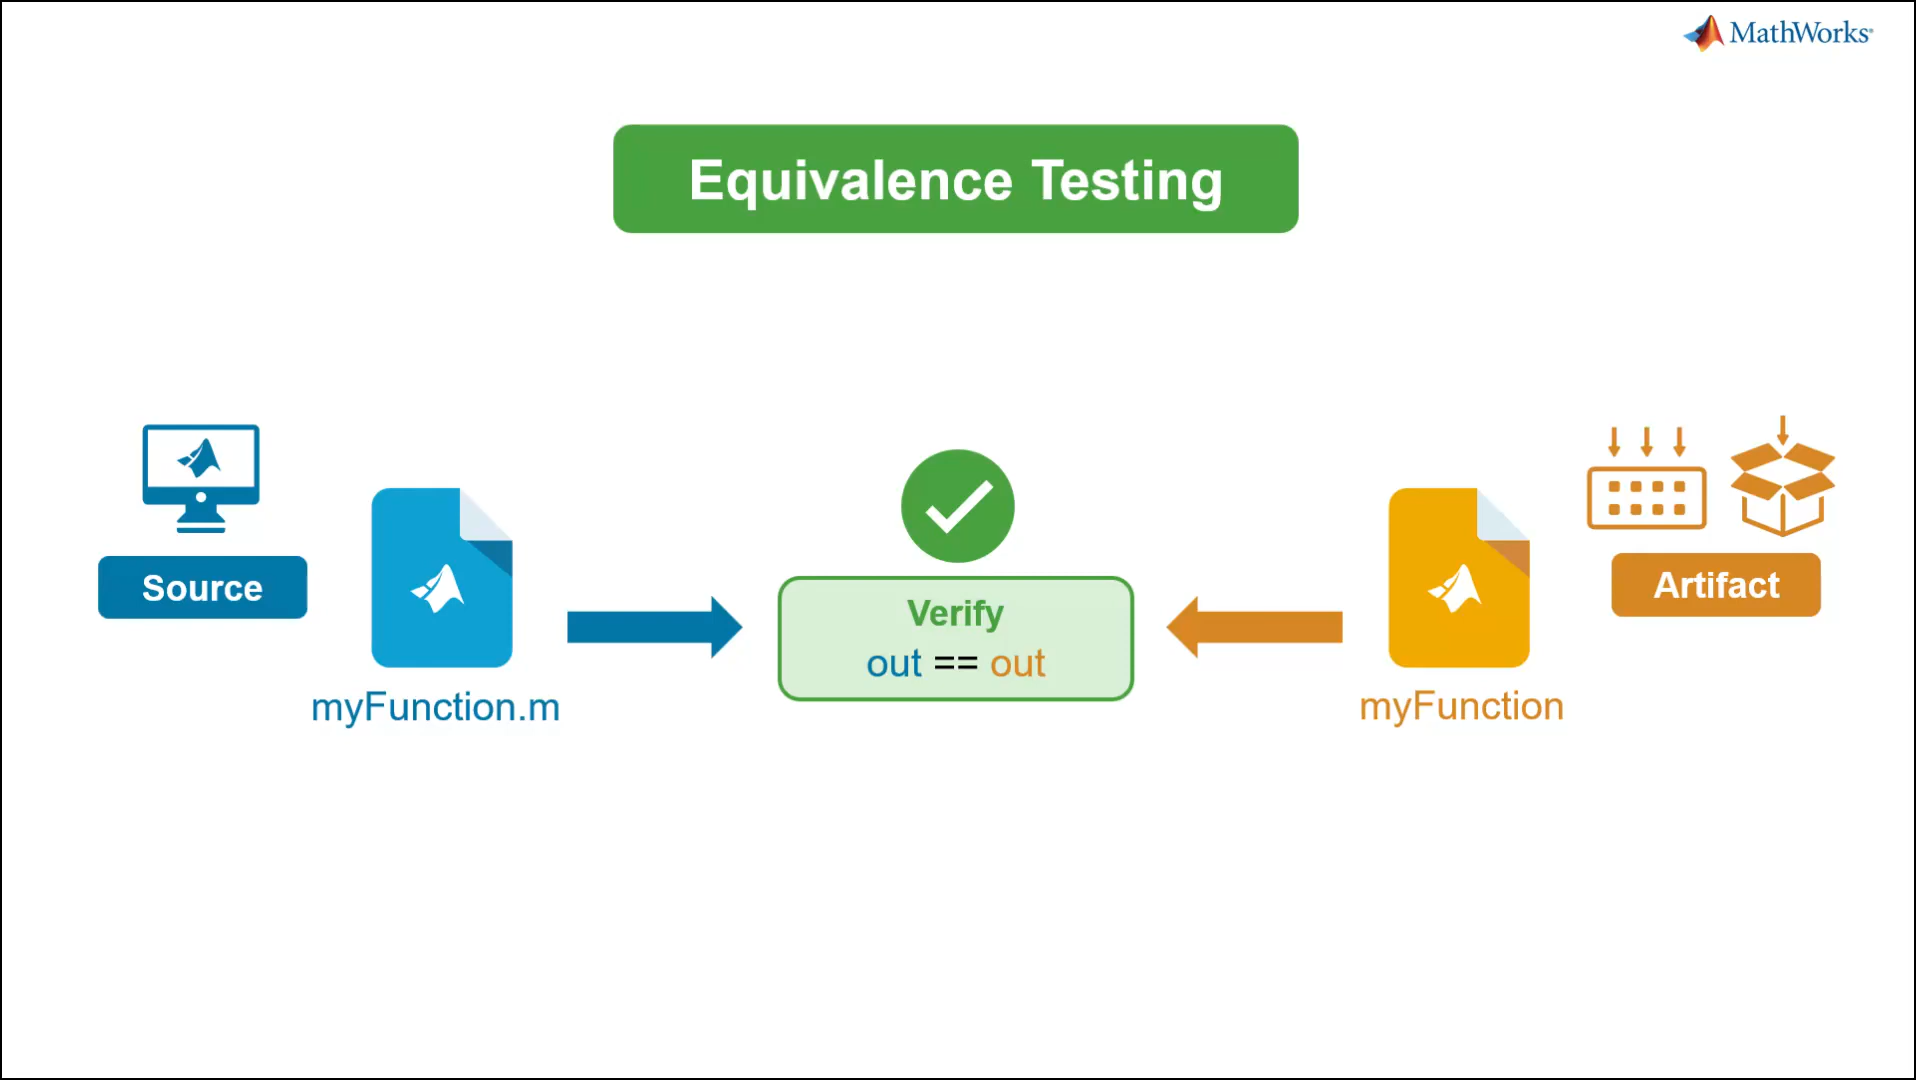 MathWorks®
Equivalence Testing
Source
myFunction.m
Verify
out == out
Artifact
myFunction